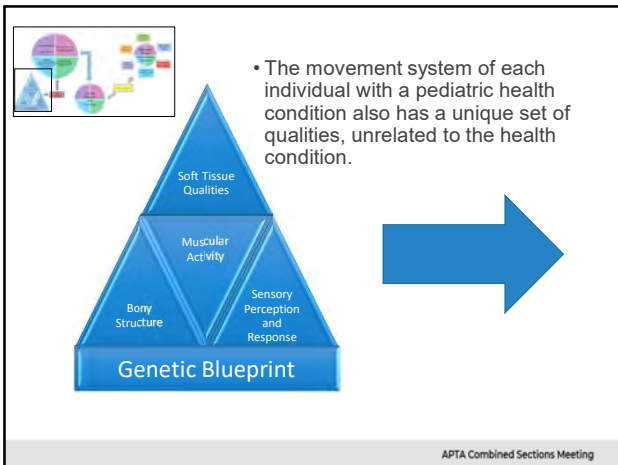 • The movement system of each
individual with a pediatric health
condition also has a unique set of
qualities, unrelated to the health
condition.
Soft Tissue
Qualities
Muscular
Activity
Bony
Structure
Sensory
Perception
and
Response
Genetic Blueprint
APTA Combined Sections Meeting